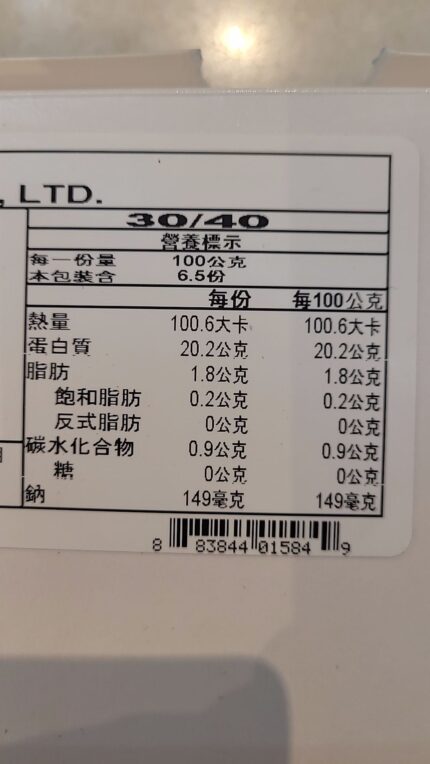 , LTD.
30/40
營養標示
每一份量 100公克
本包裝含 6.5份
每份 每100公克
熱量 100.6大卡 100.6大卡
蛋白質 20.2公克 20.2公克
脂肪 1.8公克 1.8公克
飽和脂肪 0.2公克 0.2公克
反式脂肪 0公克 0公克
碳水化合物 0.9公克 0.9公克
糖 0公克 0公克
鈉 149毫克 149毫克
8 83844 01584 9